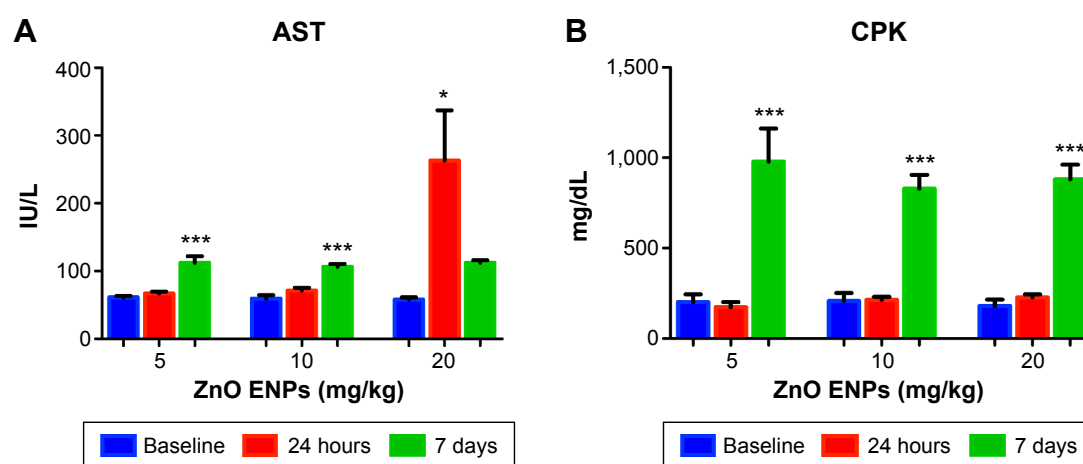 A
AST
400
300
200
100
0
IU/L
***
***
*
5
10
20
ZnO ENPs (mg/kg)
Baseline
24 hours
7 days
B
CPK
1,500
1,000
500
0
mg/dL
***
***
***
5
10
20
ZnO ENPs (mg/kg)
Baseline
24 hours
7 days